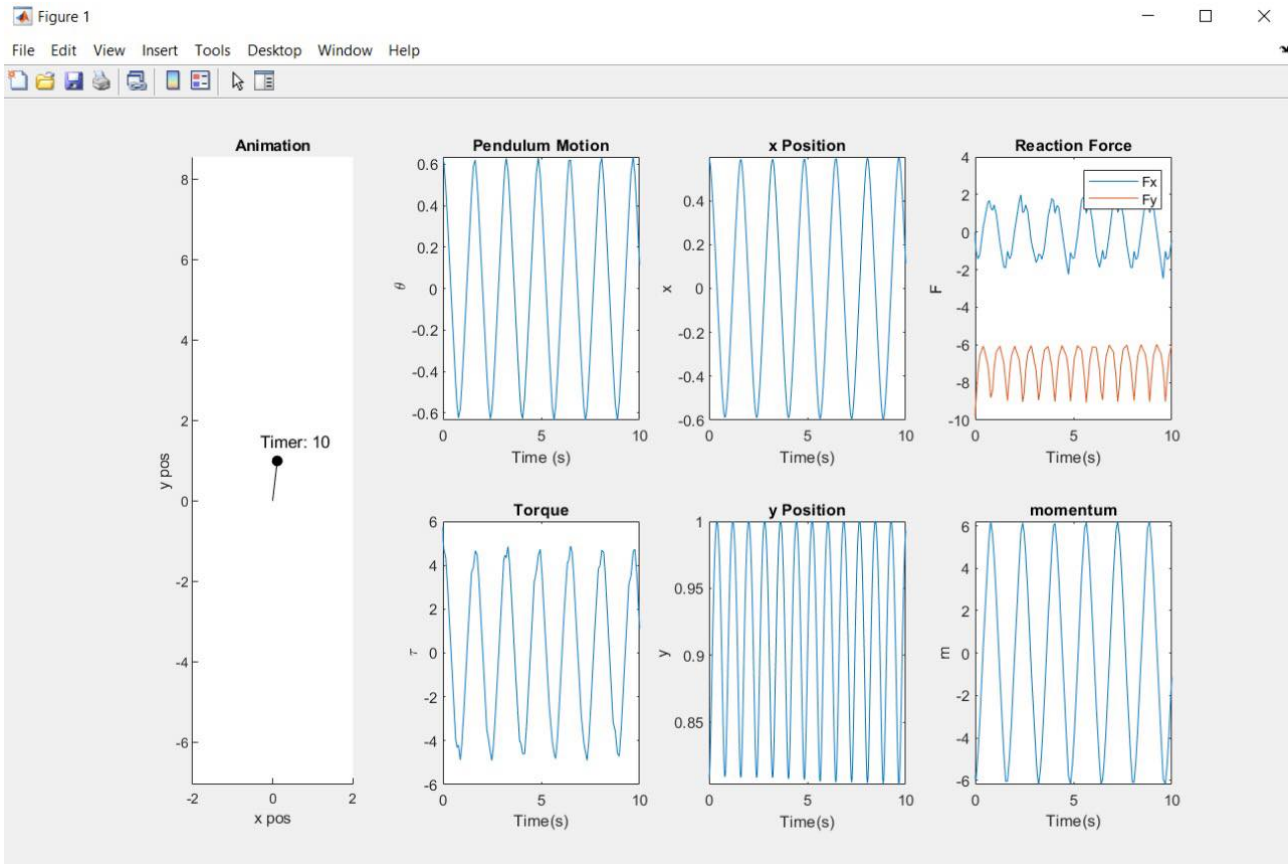 Figure 1
File Edit View Insert Tools Desktop Window Help
Animation
8
6
4
2
0
-2
-4
-6
-2 0 2
y pos
x pos
Timer: 10
Pendulum Motion
0.6
0.4
0.2
0
-0.2
-0.4
-0.6
0 5 10
θ
Time (s)
x Position
0.4
0.2
0
-0.2
-0.4
-0.6
0 5 10
x
Time(s)
Reaction Force
4
2
0
-2
-4
-6
-8
-10
0 5 10
F
Time(s)
Fx
Fy
Torque
6
4
2
0
-2
-4
-6
0 5 10
τ
Time(s)
y Position
1
0.95
0.9
0.85
0 5 10
y
Time(s)
momentum
6
4
2
0
-2
-4
-6
0 5 10
m
Time(s)